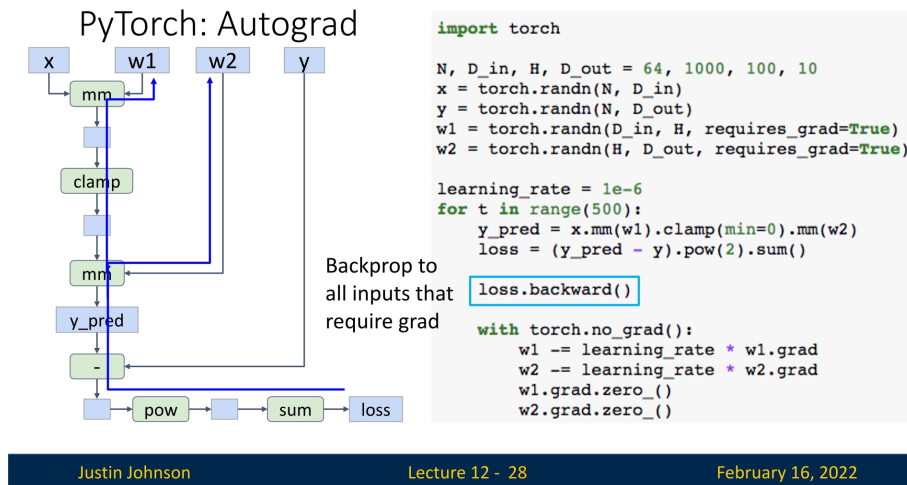 PyTorch: Autograd
x
w1
w2
y
mm
clamp
mm
y_pred
-
pow
sum
loss
Backprop to
all inputs that
require grad
import torch
N, D_in, H, D_out = 64, 1000, 100, 10
x = torch.randn(N, D_in)
y = torch.randn(N, D_out)
w1 = torch.randn(D_in, H, requires_grad=True)
w2 = torch.randn(H, D_out, requires_grad=True)
learning_rate = 1e-6
for t in range(500):
    y_pred = x.mm(w1).clamp(min=0).mm(w2)
    loss = (y_pred - y).pow(2).sum()
    loss.backward()
    with torch.no_grad():
        w1 -= learning_rate * w1.grad
        w2 -= learning_rate * w2.grad
        w1.grad.zero_()
        w2.grad.zero_()
Justin Johnson
Lecture 12 - 28
February 16, 2022